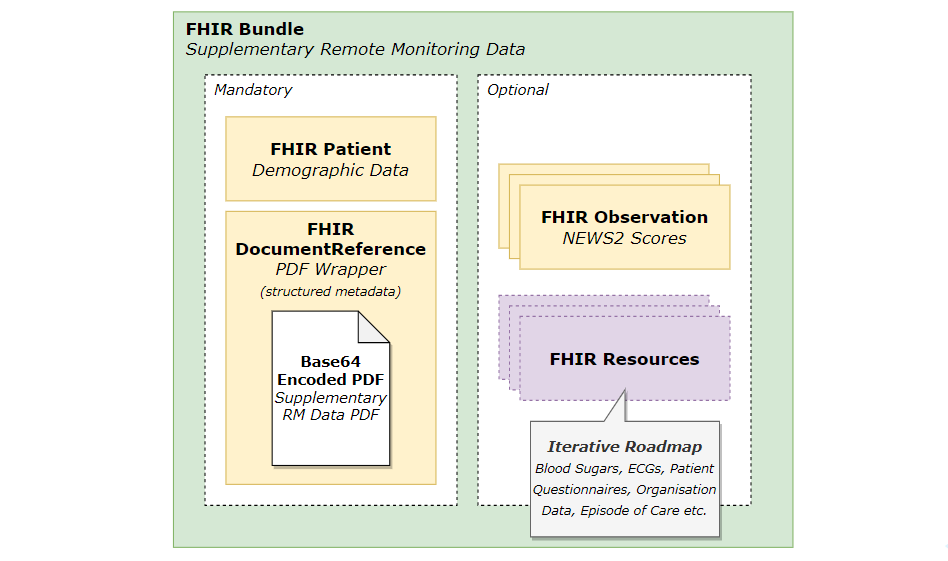 FHIR Bundle
Supplementary Remote Monitoring Data
Mandatory
FHIR Patient
Demographic Data
FHIR
DocumentReference
PDF Wrapper
(structured metadata)
Base64
Encoded PDF
Supplementary
RM Data PDF
Optional
FHIR Observation
NEWS2 Scores
FHIR Resources
Iterative Roadmap
Blood Sugars, ECGs, Patient
Questionnaires, Organisation
Data, Episode of Care etc.